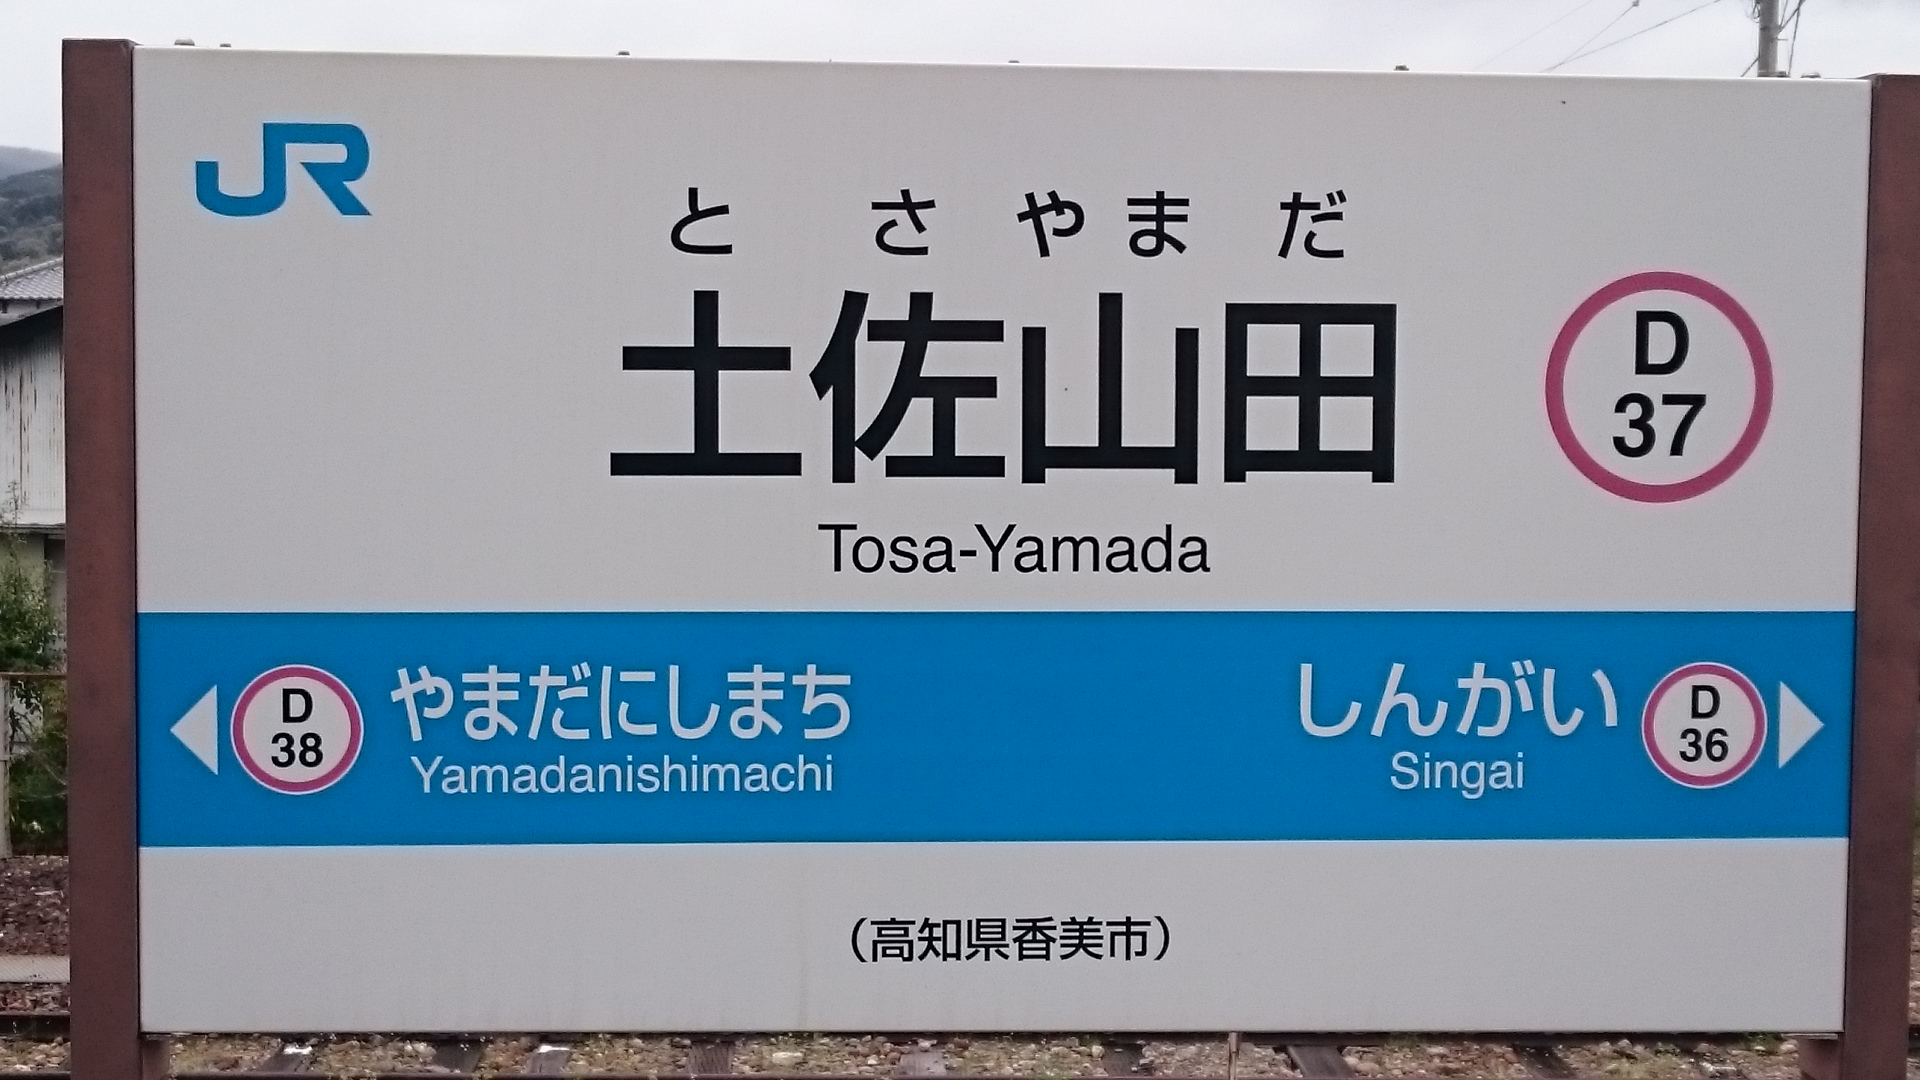 JR
とさやまだ
土佐山田
D
37
Tosa-Yamada
D
38
やまだにしまち
Yamadanishimachi
しんがい
Singai
D
36
（高知県香美市）